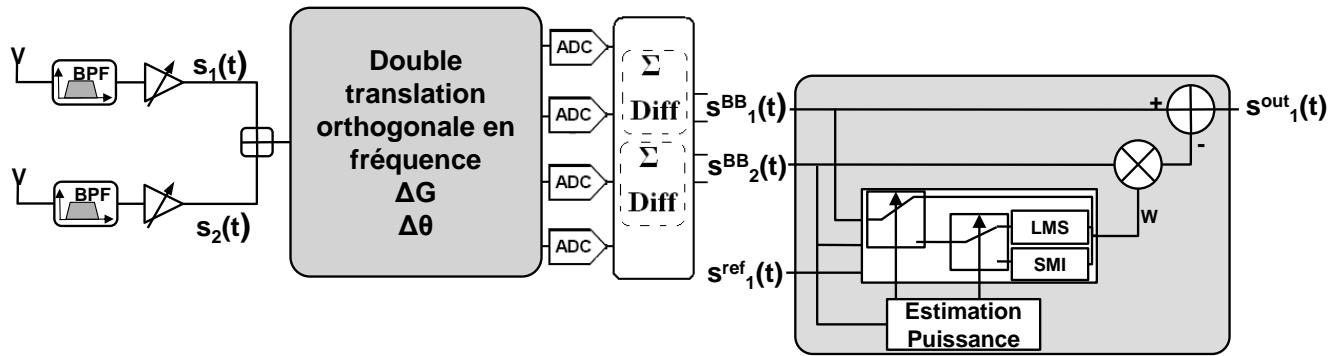 BPF
s1(t)
BPF
s2(t)
Double
translation
orthogonale en
fréquence
ΔG
Δθ
ADC
ADC
ADC
ADC
Σ
Diff
Σ
Diff
sBB1(t)
sBB2(t)
sref1(t)
+
-
sout1(t)
w
LMS
SMI
Estimation
Puissance